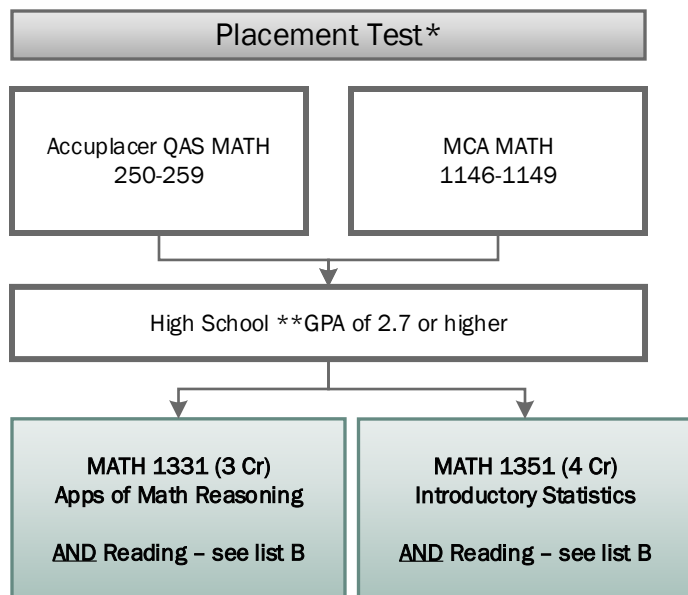 Placement Test*
Accuplacer QAS MATH
250-259
MCA MATH
1146-1149
High School **GPA of 2.7 or higher
MATH 1331 (3 Cr)
Apps of Math Reasoning
AND Reading – see list B
MATH 1351 (4 Cr)
Introductory Statistics
AND Reading – see list B